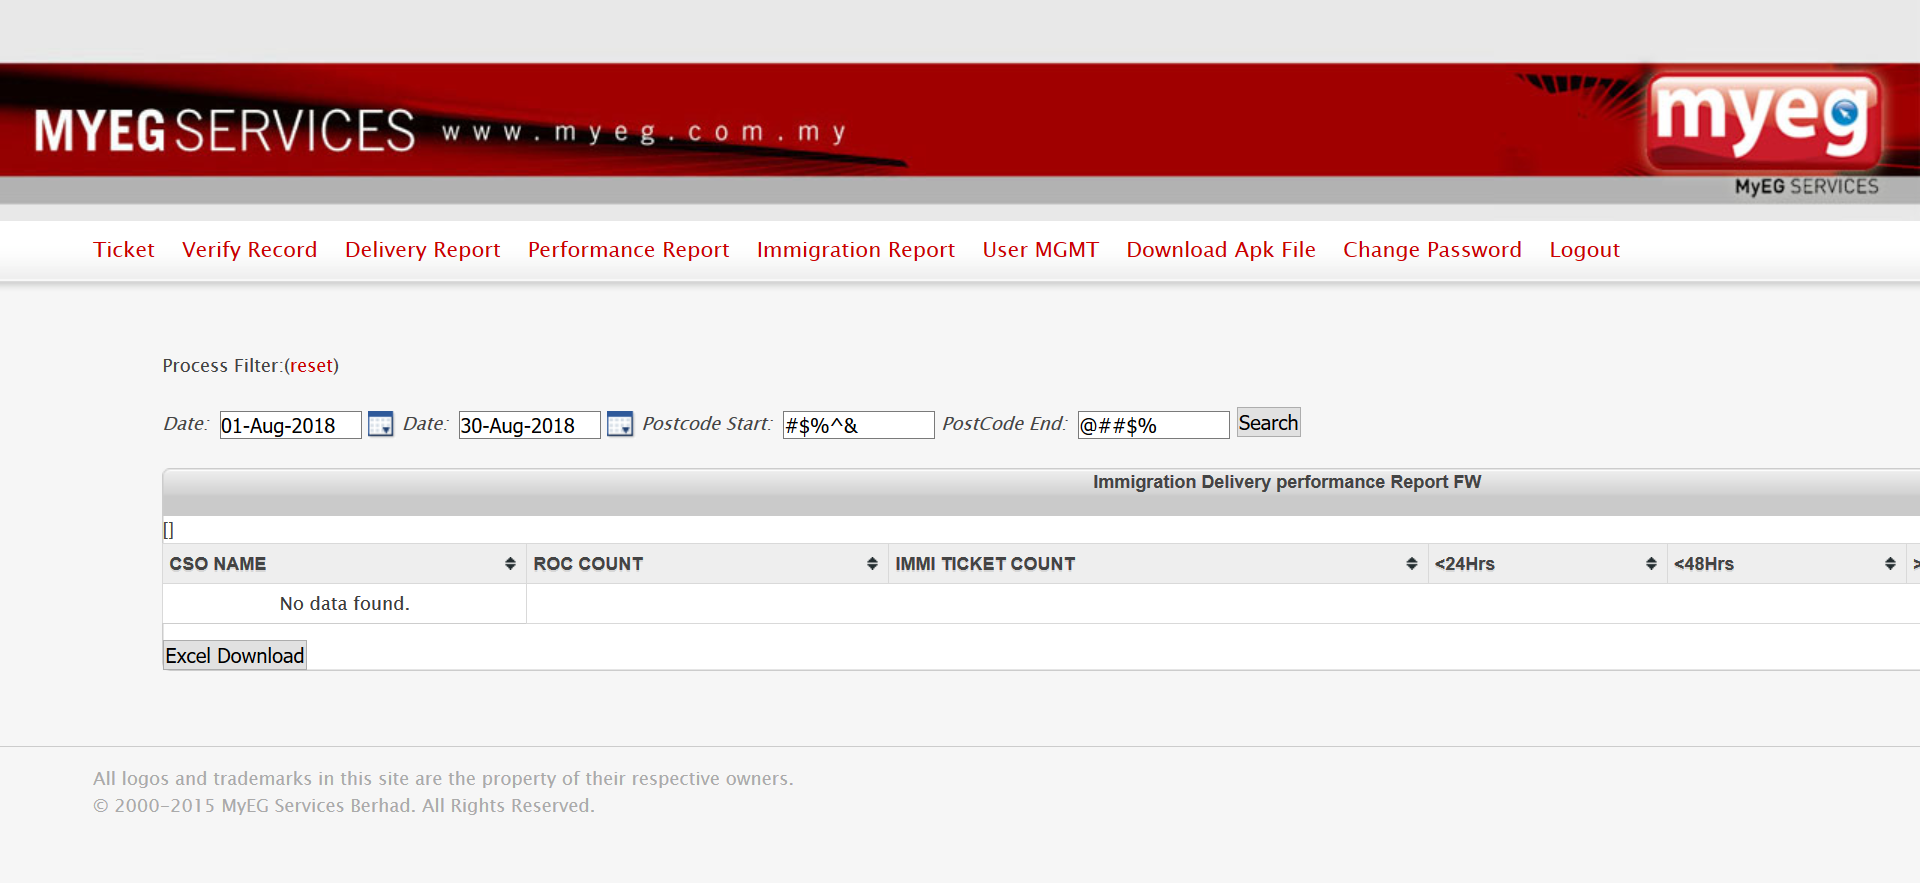 MYEG SERVICES www.myeg.com.my
myeg
MyEG SERVICES
Ticket Verify Record Delivery Report Performance Report Immigration Report User MGMT Download Apk File Change Password Logout
Process Filter:(reset)
Date: 01-Aug-2018 Date: 30-Aug-2018 Postcode Start: #$%^& PostCode End: @##$% Search
Immigration Delivery performance Report FW
[]
CSO NAME ROC COUNT IMMI TICKET COUNT <24Hrs <48Hrs >
No data found.
Excel Download
All logos and trademarks in this site are the property of their respective owners.
© 2000-2015 MyEG Services Berhad. All Rights Reserved.